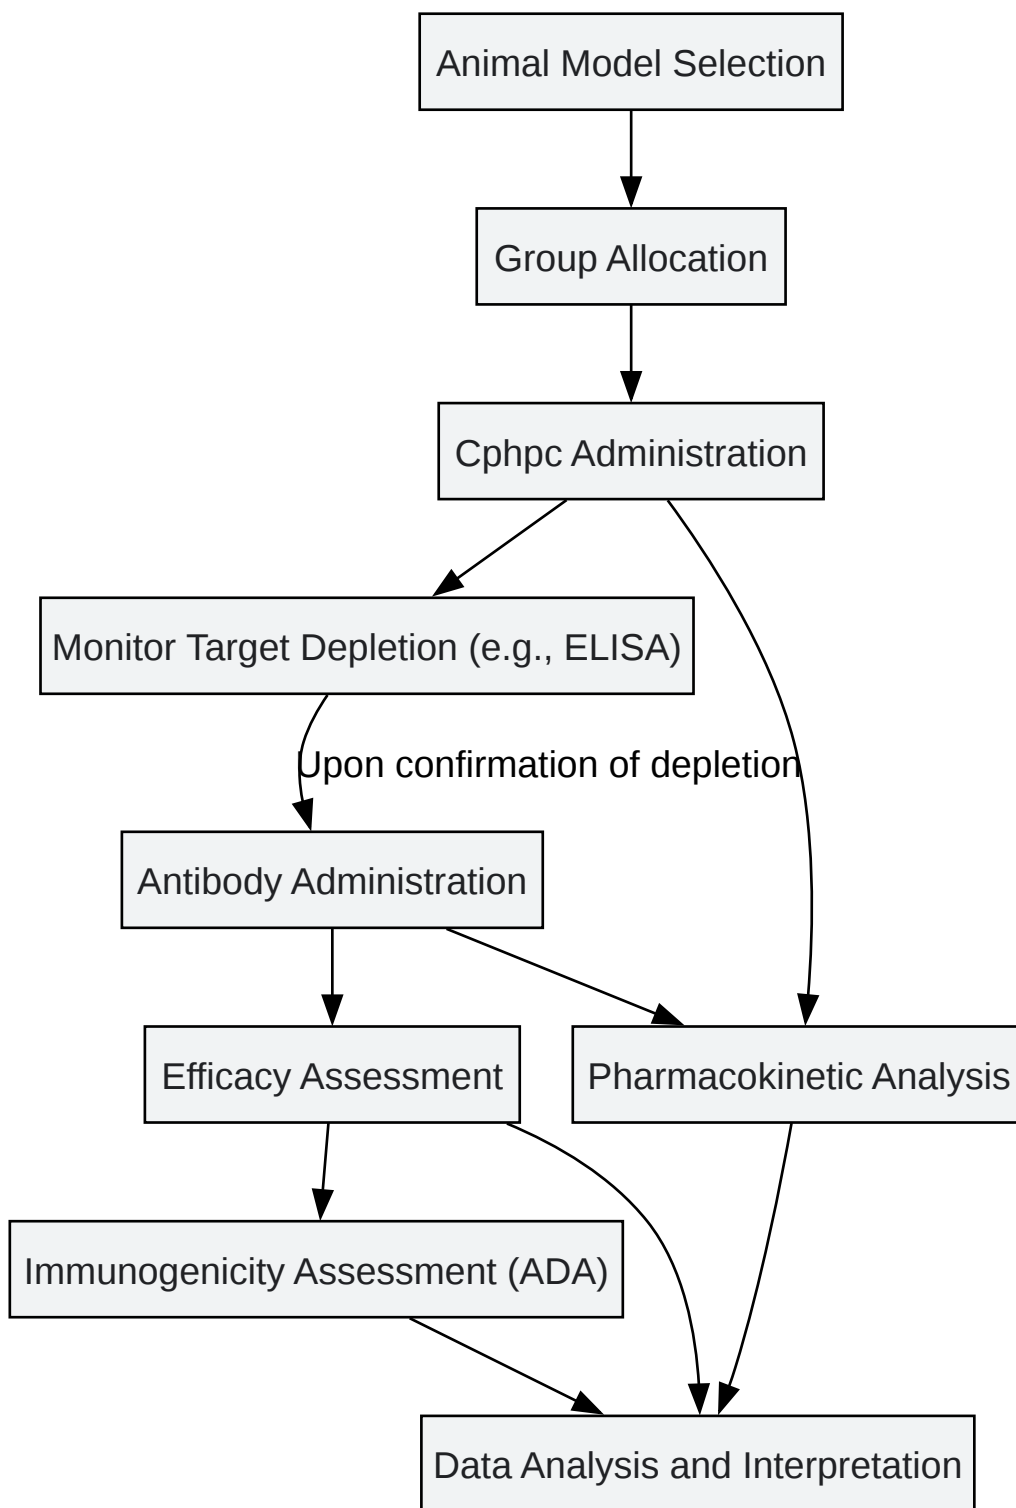 Animal Model Selection
Group Allocation
Cphpc Administration
Monitor Target Depletion (e.g., ELISA)
Upon confirmation of depletion
Antibody Administration
Efficacy Assessment
Pharmacokinetic Analysis
Immunogenicity Assessment (ADA)
Data Analysis and Interpretation